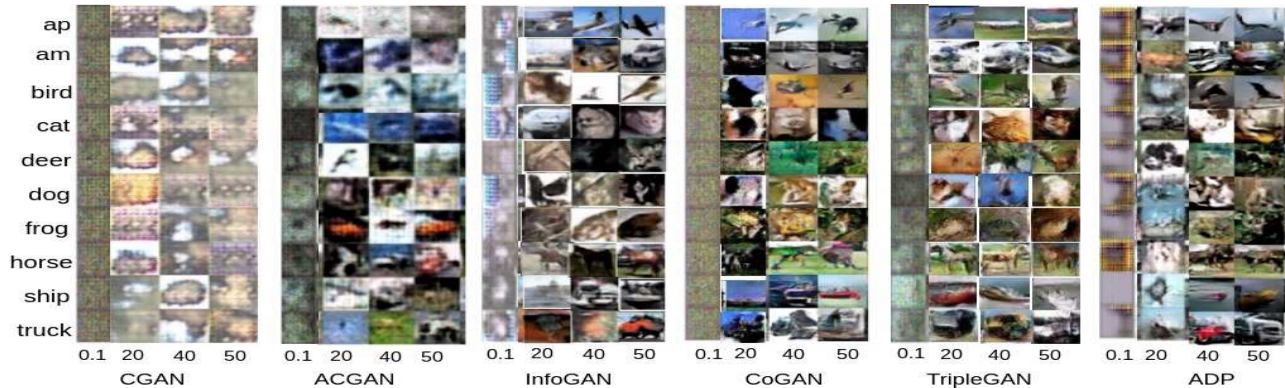 ap
am
bird
cat
deer
dog
frog
horse
ship
truck
0.1 20 40 50 0.1 20 40 50 0.1 20 40 50 0.1 20 40 50 0.1 20 40 50 0.1 20 40 50
CGAN ACGAN InfoGAN CoGAN TripleGAN ADP